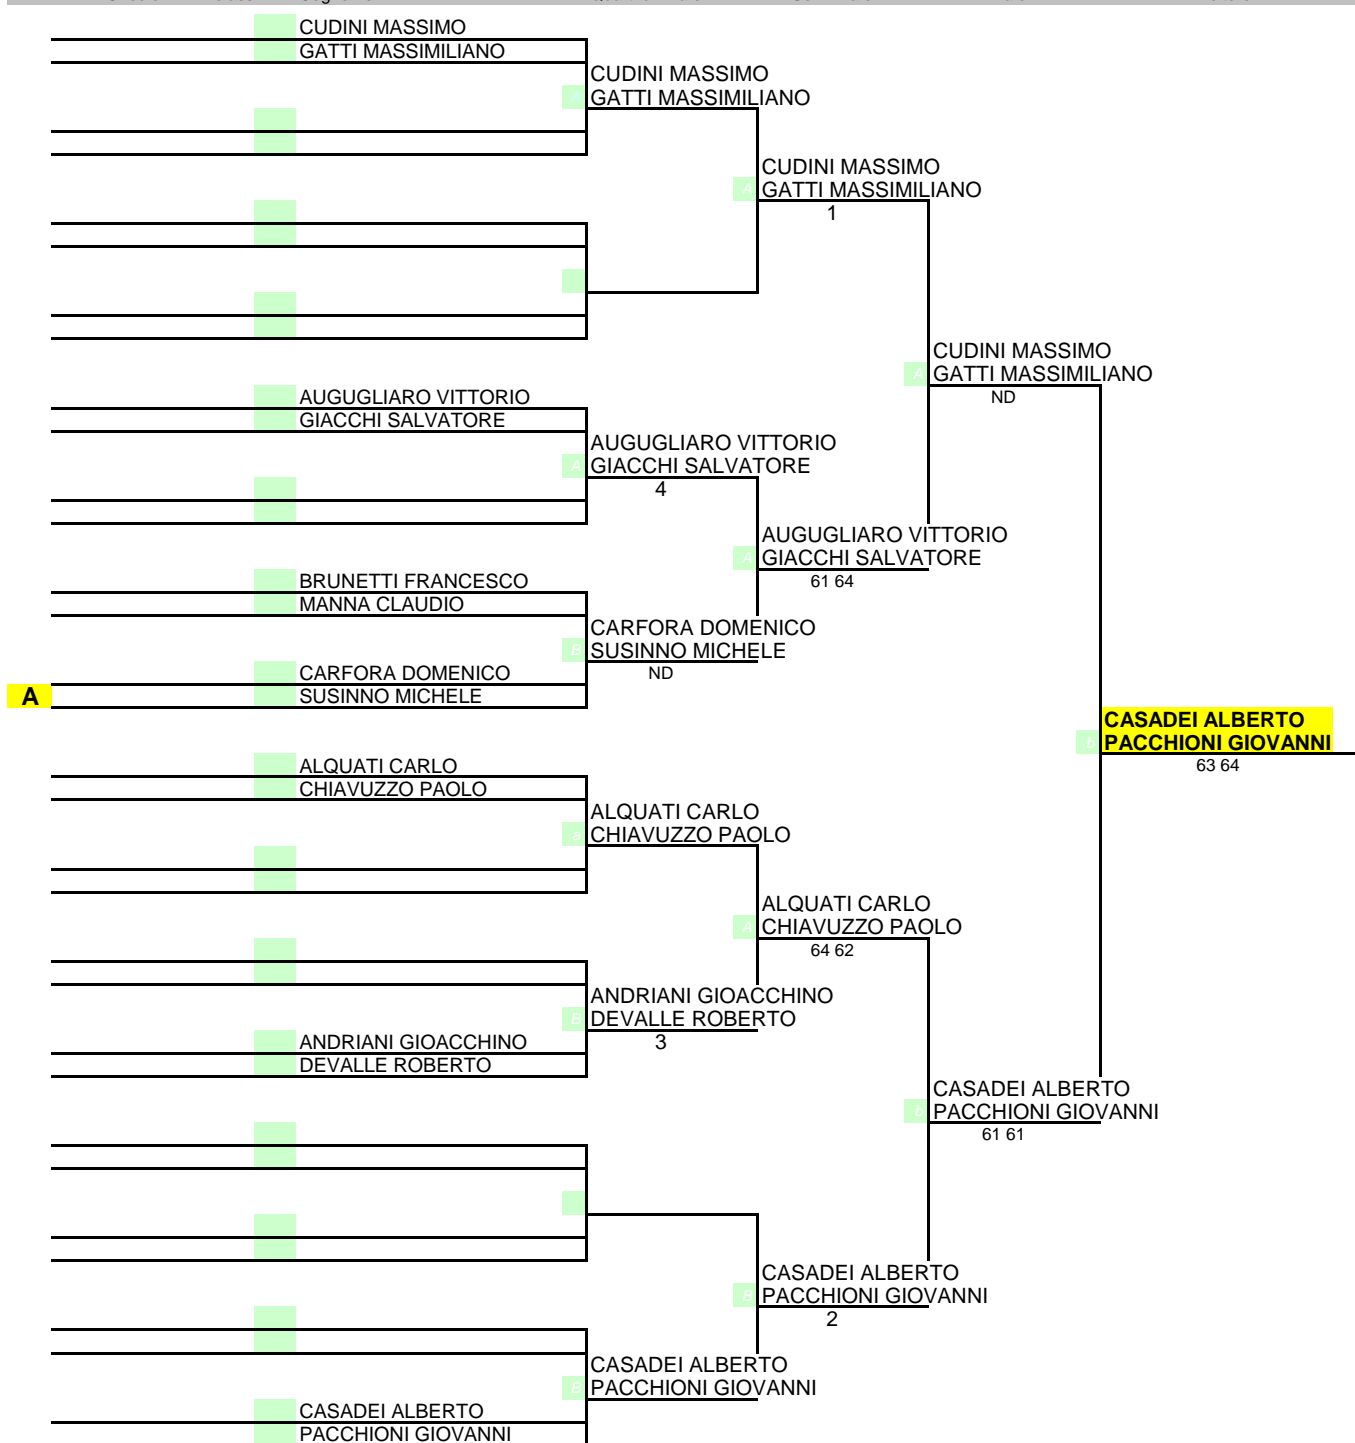 CUDINI MASSIMO
GATTI MASSIMILIANO
CUDINI MASSIMO
GATTI MASSIMILIANO
CUDINI MASSIMO
A GATTI MASSIMILIANO
1
CUDINI MASSIMO
A GATTI MASSIMILIANO
ND
AUGUGLIARO VITTORIO
GIACCHI SALVATORE
AUGUGLIARO VITTORIO
A GIACCHI SALVATORE
4
AUGUGLIARO VITTORIO
A GIACCHI SALVATORE
61 64
BRUNETTI FRANCESCO
MANNA CLAUDIO
CARFORA DOMENICO
B SUSINNO MICHELE
ND
CARFORA DOMENICO
A SUSINNO MICHELE
CASADEI ALBERTO
b PACCHIONI GIOVANNI
63 64
ALQUATI CARLO
CHIAVUZZO PAOLO
ALQUATI CARLO
a CHIAVUZZO PAOLO
ALQUATI CARLO
A CHIAVUZZO PAOLO
64 62
ANDRIANI GIOACCHINO
B DEVALLE ROBERTO
3
ANDRIANI GIOACCHINO
DEVALLE ROBERTO
CASADEI ALBERTO
b PACCHIONI GIOVANNI
61 61
CASADEI ALBERTO
B PACCHIONI GIOVANNI
2
CASADEI ALBERTO
B PACCHIONI GIOVANNI
CASADEI ALBERTO
PACCHIONI GIOVANNI